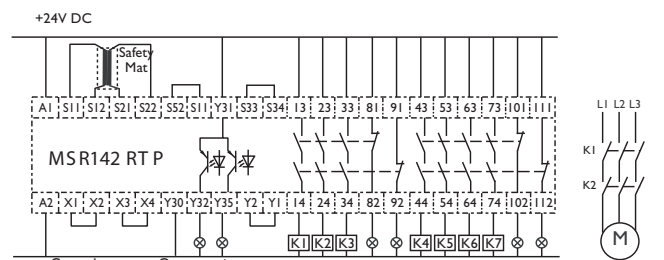 +24V DC
Safety
Mat
A1 S11 S12 S21 S22 S52 S11 Y31 S33 S34 13 23 33 81 91 43 53 63 73 101 111
MSR142 RTP
A2 X1 X2 X3 X4 Y30 Y32 Y35 Y2 Y1 14 24 34 82 92 44 54 64 74 102 112
K1 K2 K3 K4 K5 K6 K7
L1 L2 L3
K1
K2
M